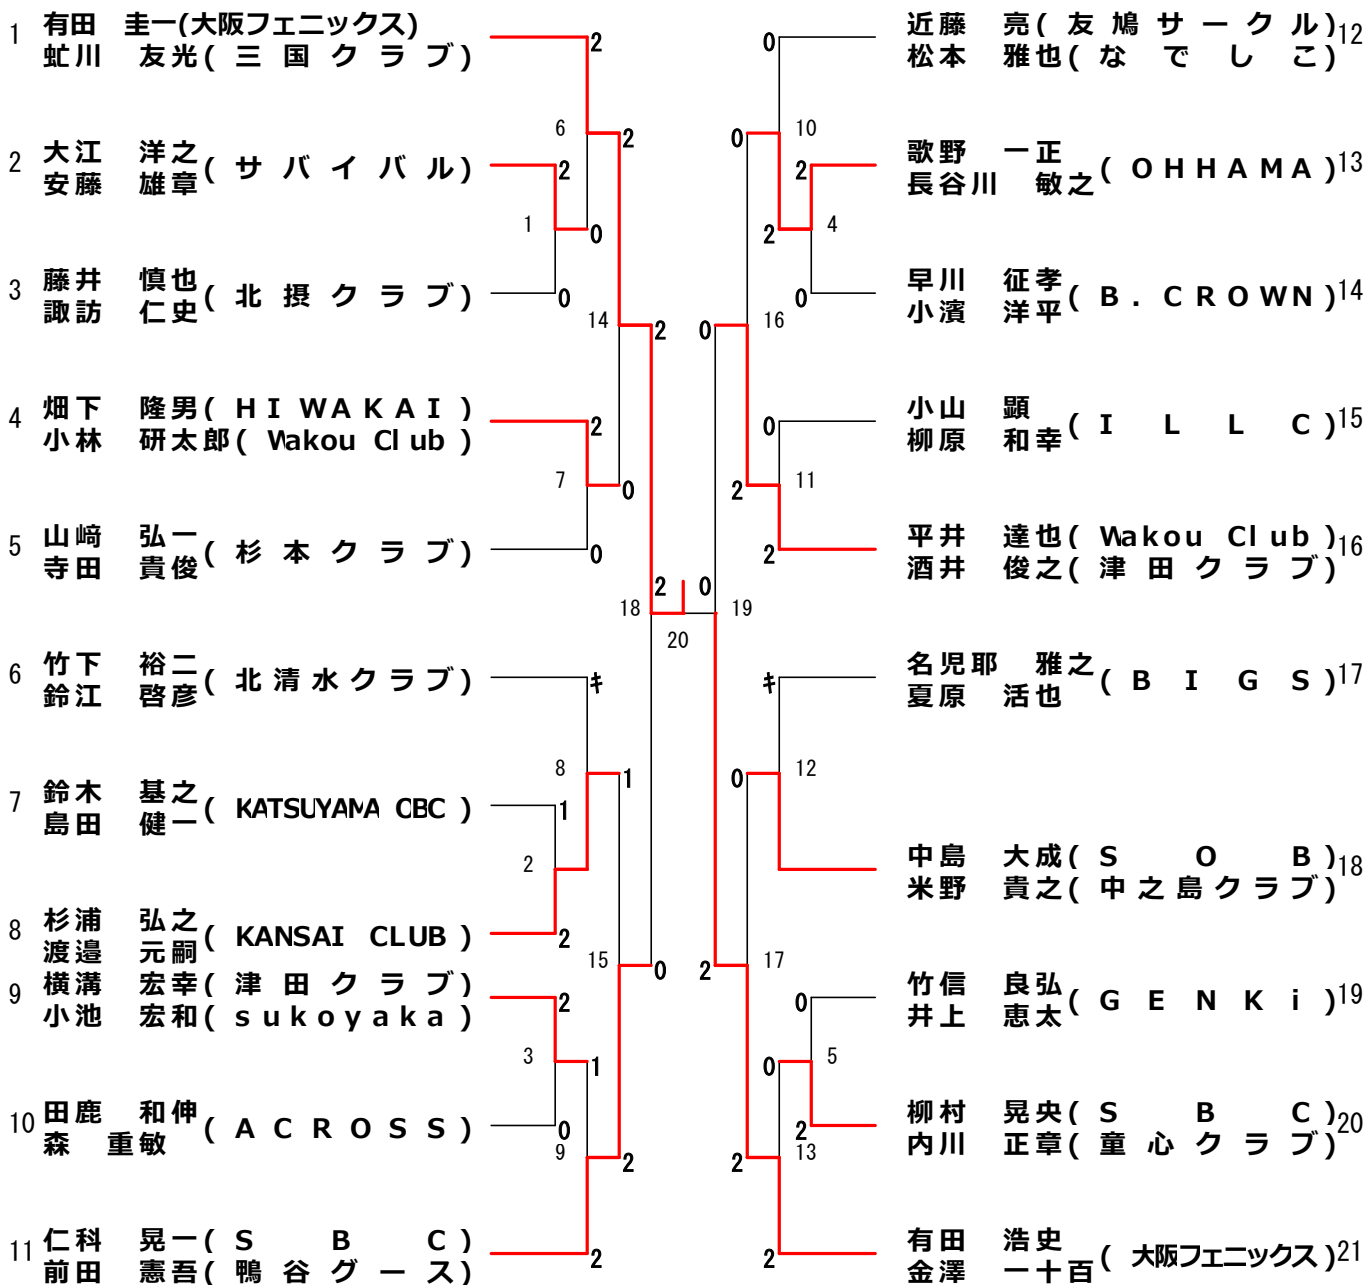 1 有田 圭一(大阪フェニックス)
虻川 友光(三国クラブ)
2 大江 洋之
安藤 雄章(サバイバル)
3 藤井 慎也
諏訪 仁史(北摂クラブ)
4 畑下 隆男(HIWAKAI)
小林 研太郎(Wakou Club)
5 山﨑 弘一
寺田 貴俊(杉本クラブ)
6 竹下 裕二
鈴江 啓彦(北清水クラブ)
7 鈴木 基之
島田 健一(KATSUYAMA OBC)
8 杉浦 弘之
渡邉 元嗣(KANSAI CLUB)
9 横溝 宏幸(津田クラブ)
小池 宏和(sukoyaka)
10 田鹿 和伸
森 重敏(ACROSS)
11 仁科 晃一(SBC)
前田 憲吾(鴨谷グース)
2
6
2
2
1
0
0
14
2
2
7
0
0
18
2
20
キ
8
1
1
2
2
15
0
2
3
1
0
9
2
2
0
0
10
2
2
4
0
0
16
0
2
11
2
0
19
キ
0
12
2
17
0
0
5
2
2
13
2
近藤 亮(友鳩サークル)12
松本 雅也(なでしこ)
歌野 一正
長谷川 敏之(OHHAMA)13
早川 征孝
小濱 洋平(B.CROWN)14
小山 顕
柳原 和幸(ILLC)15
平井 達也(Wakou Club)16
酒井 俊之(津田クラブ)
名児耶 雅之
夏原 活也(BIGS)17
中島 大成(SOB)18
米野 貴之(中之島クラブ)
竹信 良弘
井上 恵太(GENKi)19
柳村 晃央(SBC)20
内川 正章(童心クラブ)
有田 浩史
金澤 一十百(大阪フェニックス)21